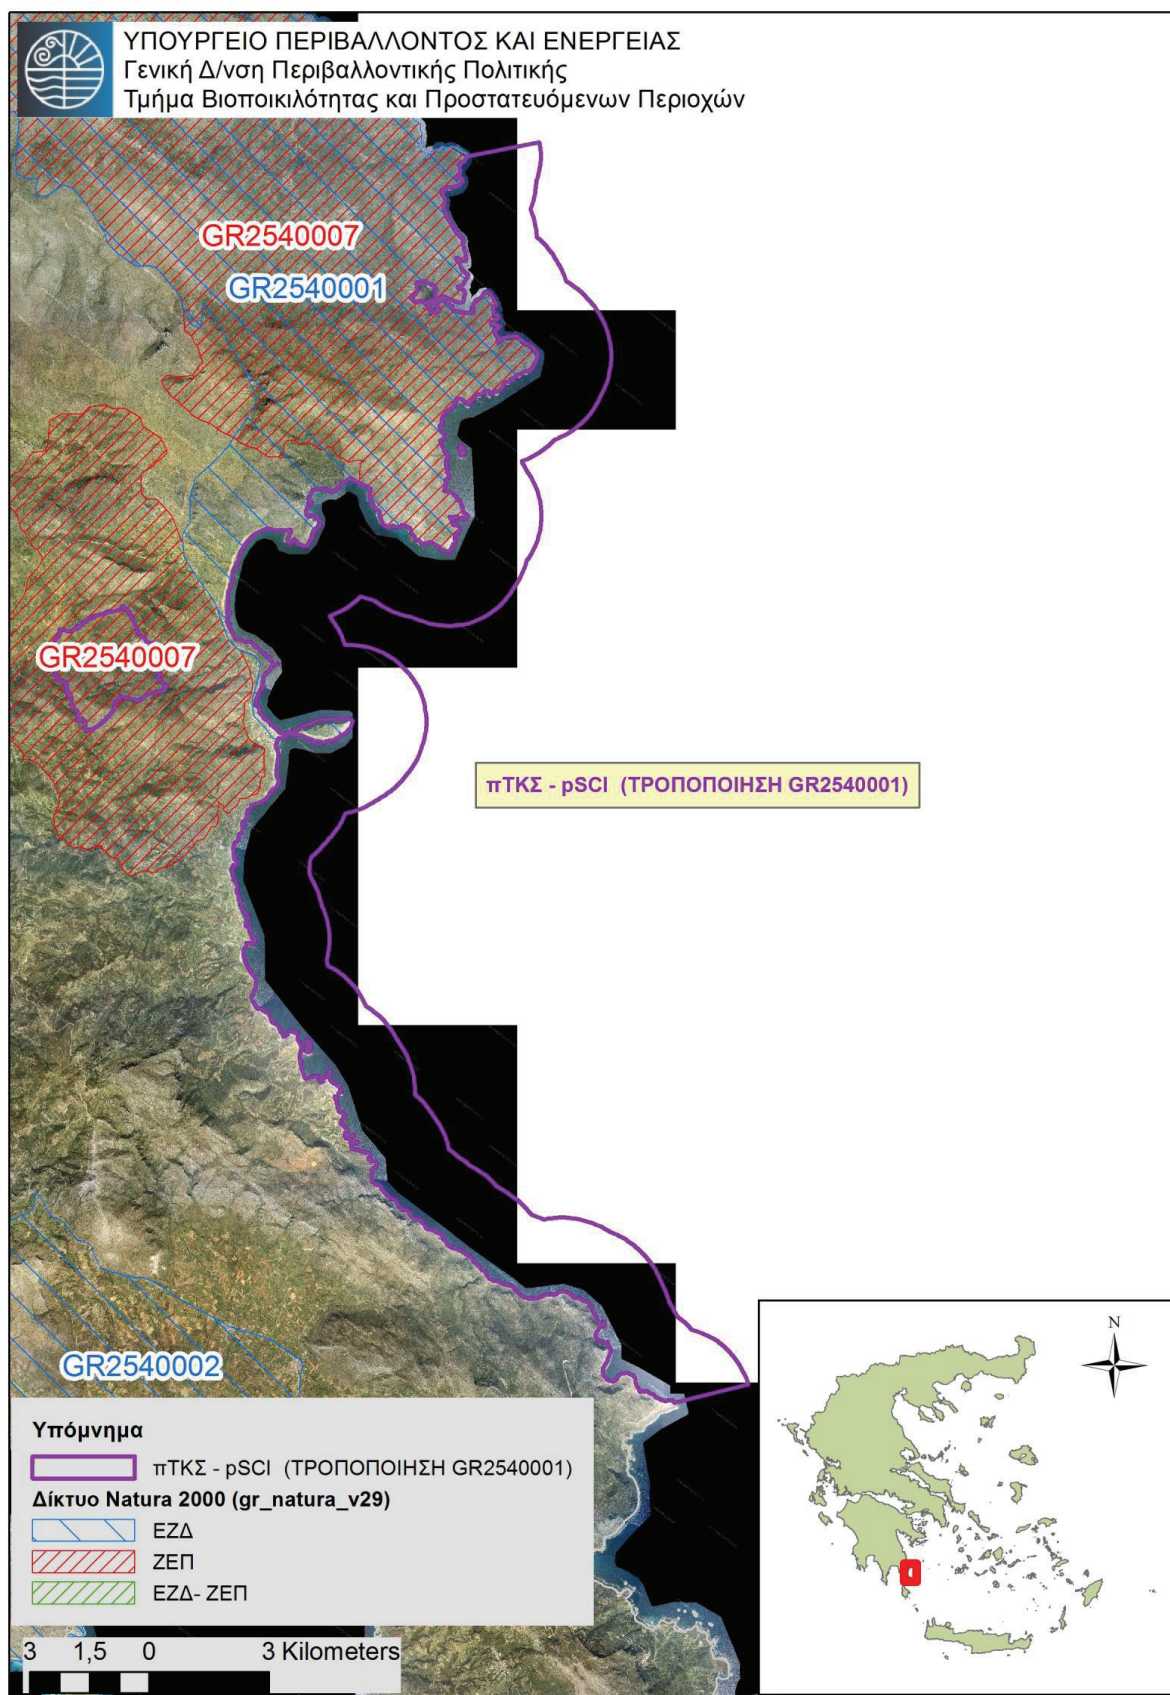 ΥΠΟΥΡΓΕΙΟ ΠΕΡΙΒΑΛΛΟΝΤΟΣ ΚΑΙ ΕΝΕΡΓΕΙΑΣ
Γενική Δ/νση Περιβαλλοντικής Πολιτικής
Τμήμα Βιοποικιλότητας και Προστατευόμενων Περιοχών
GR2540007
GR2540001
GR2540007
πΤΚΣ - pSCI (ΤΡΟΠΟΠΟΙΗΣΗ GR2540001)
GR2540002
N
Υπόμνημα
πΤΚΣ - pSCI (ΤΡΟΠΟΠΟΙΗΣΗ GR2540001)
Δίκτυο Natura 2000 (gr_natura_v29)
ΕΖΔ
ΖΕΠ
ΕΖΔ- ΖΕΠ
3 1,5 0 3 Kilometers